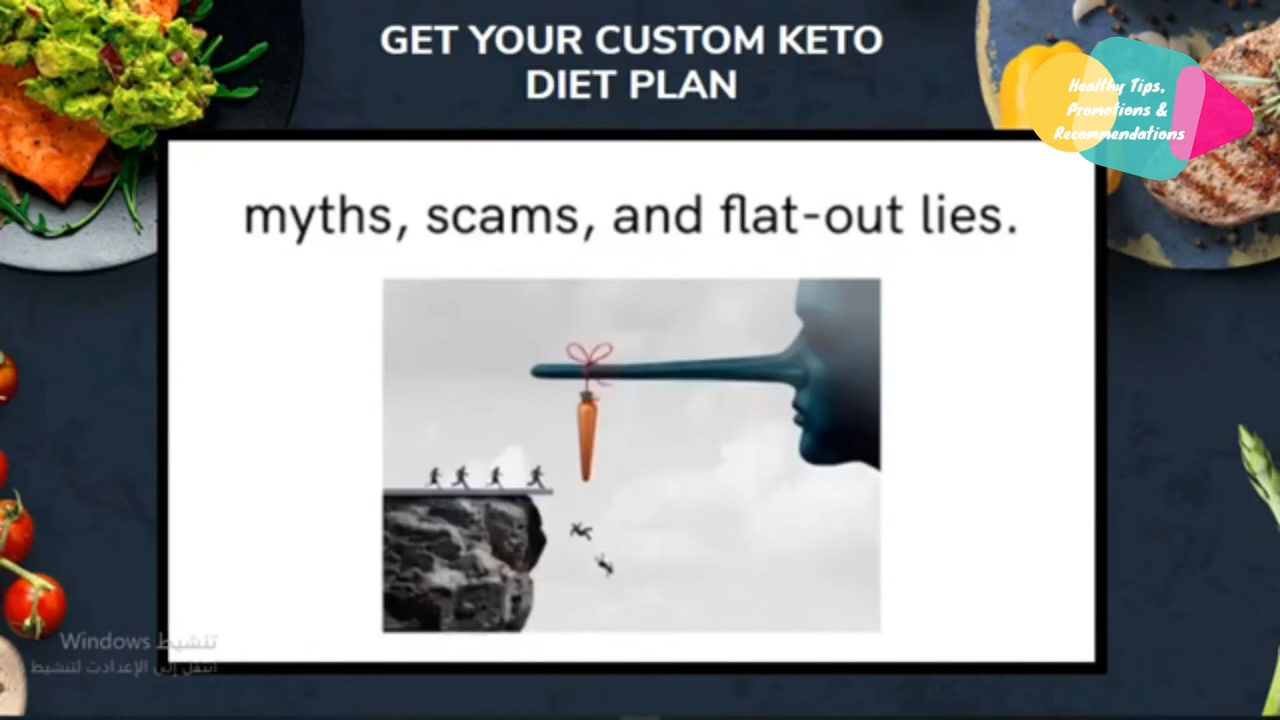 GET YOUR CUSTOM KETO
DIET PLAN
Healthy Tips,
Promotions &
Recommendations
myths, scams, and flat-out lies.
تنشيط Windows
انتقل إلى الإعدادت لتنشيط